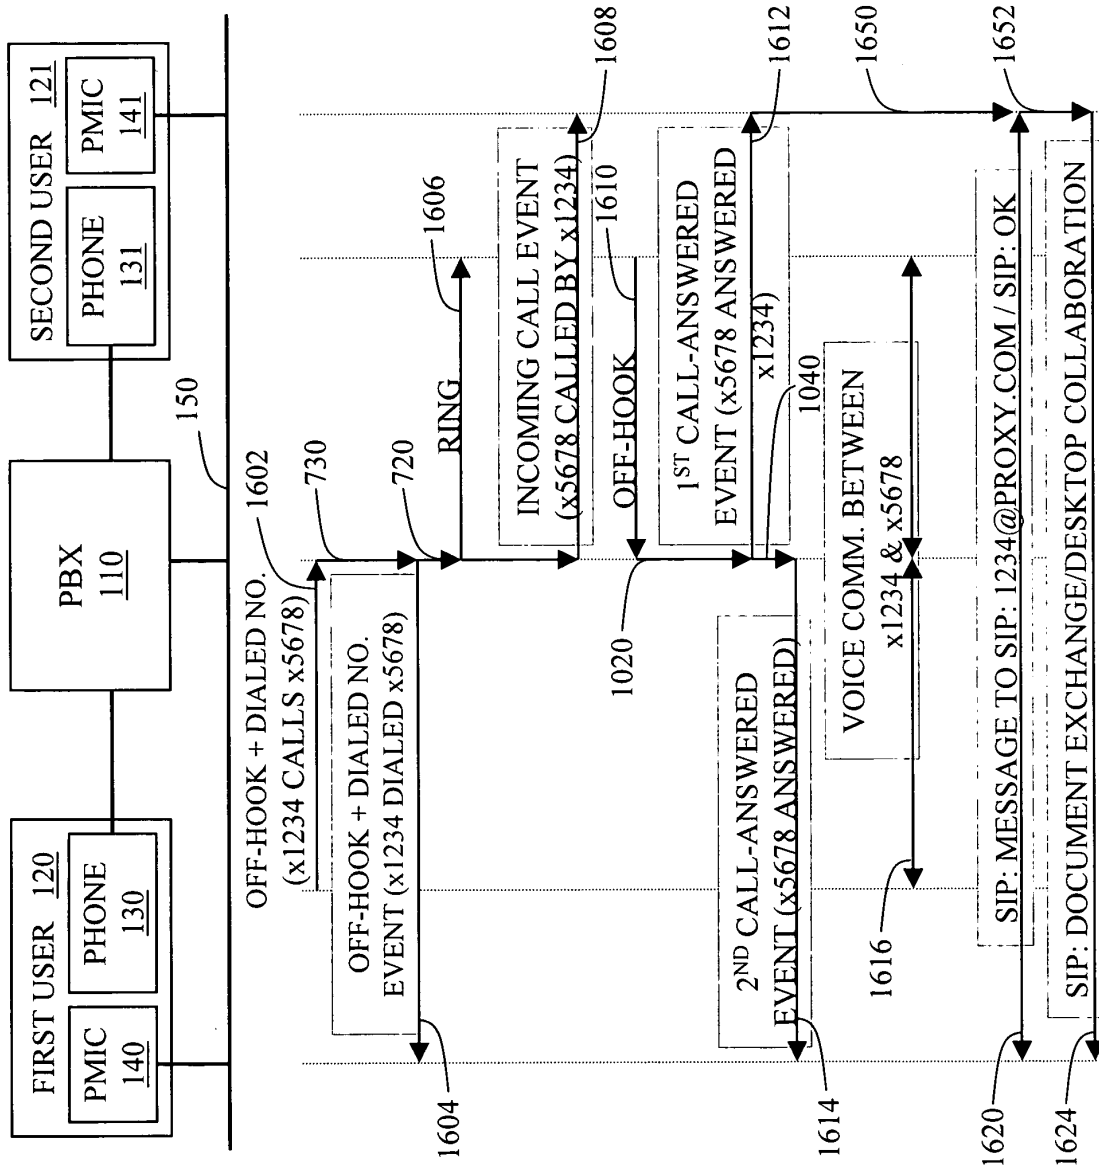 FIRST USER 120
PMIC
140
PHONE
130
PBX
110
SECOND USER 121
PHONE
131
PMIC
141
150
OFF-HOOK + DIALED NO.
(x1234 CALLS x5678)
1602
730
OFF-HOOK + DIALED NO.
EVENT (x1234 DIALED x5678)
1604
720
RING
1606
INCOMING CALL EVENT
(x5678 CALLED BY x1234)
1608
OFF-HOOK
1610
1020
1ST CALL-ANSWERED
EVENT (x5678 ANSWERED
x1234)
1612
1040
2ND CALL-ANSWERED
EVENT (x5678 ANSWERED)
1614
VOICE COMM. BETWEEN
x1234 & x5678
1616
1650
SIP: MESSAGE TO SIP: 1234@PROXY.COM / SIP: OK
1620
1652
SIP: DOCUMENT EXCHANGE/DESKTOP COLLABORATION
1624